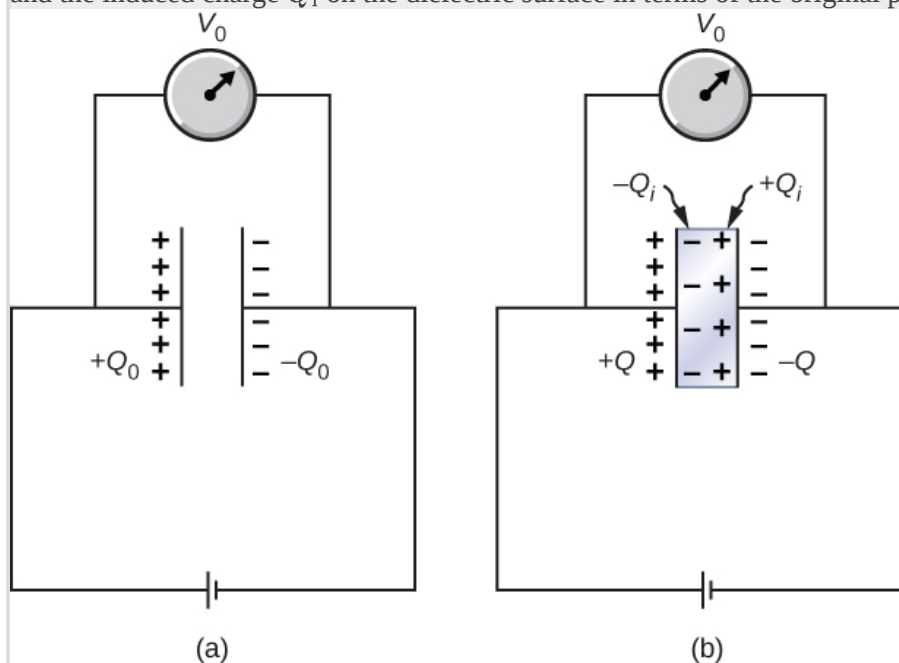 and the induced charge Q i on the dielectric surface in terms of the original p
V0
V0
–Qi
+Qi
+Q0
–Q0
+Q
–Q
(a)
(b)